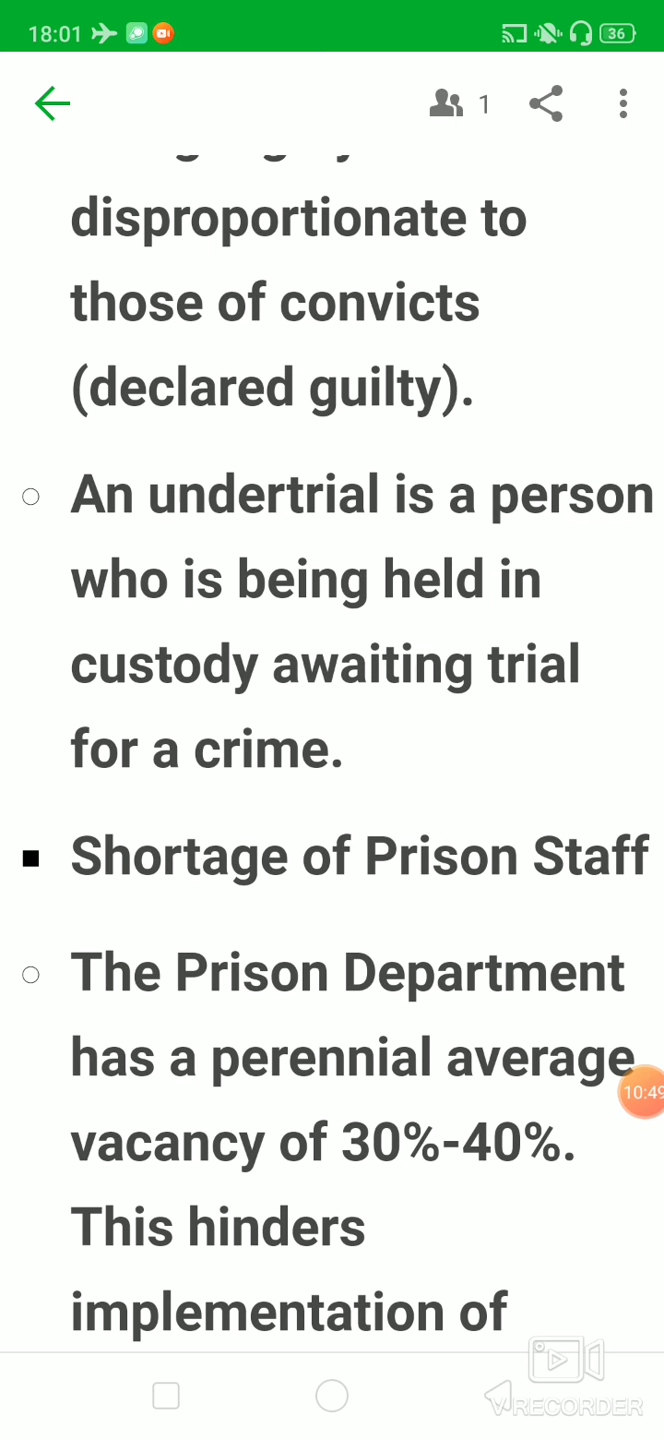 18:01
36
1
disproportionate to
those of convicts
(declared guilty).
An undertrial is a person
who is being held in
custody awaiting trial
for a crime.
Shortage of Prison Staff
The Prison Department
has a perennial average
10:49
vacancy of 30%-40%.
This hinders
implementation of
VRECORDER